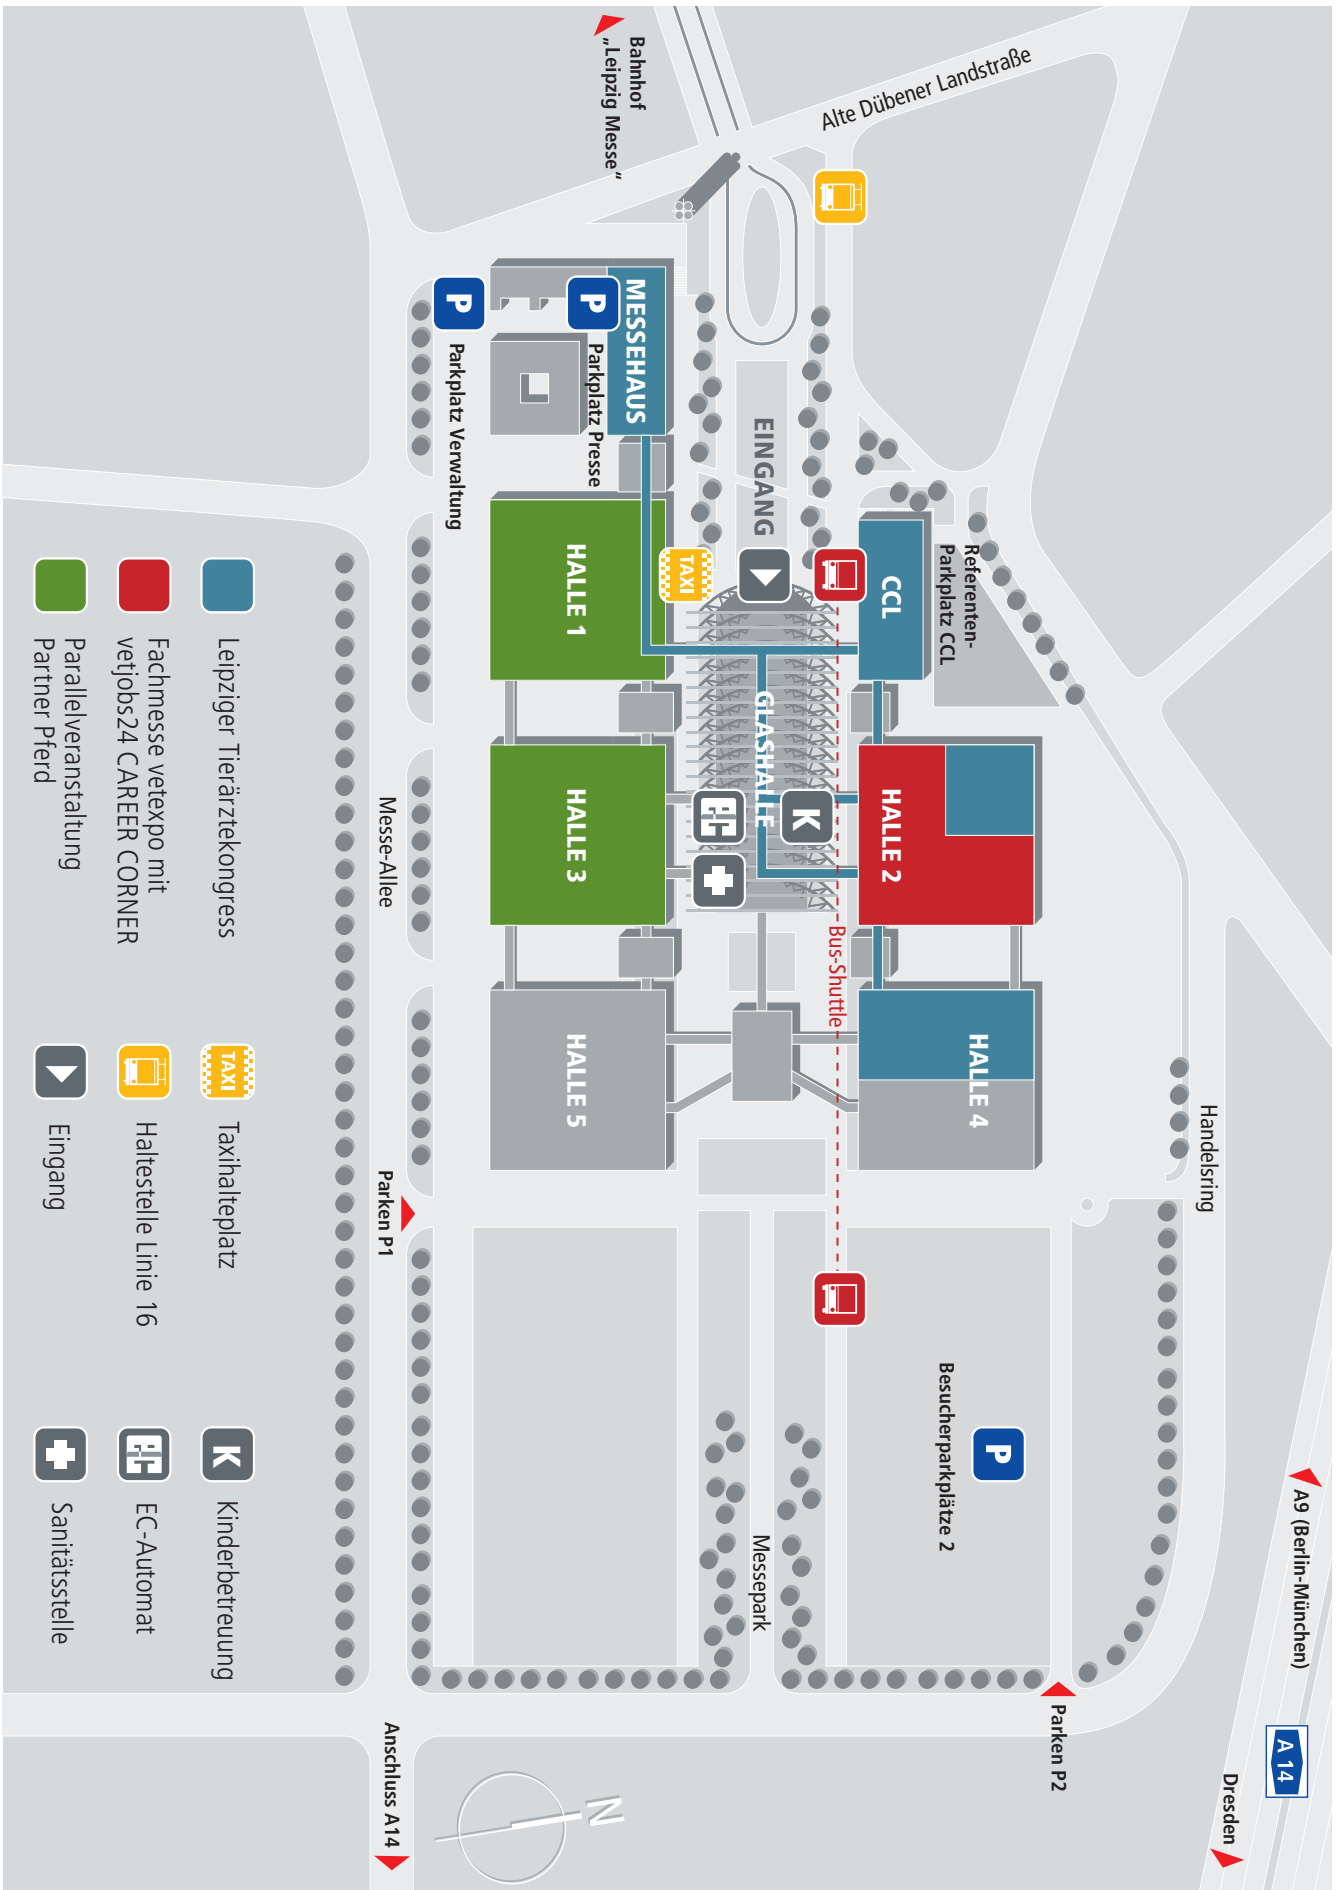 Bahnhof
„Leipzig Messe“
Alte Dübener Landstraße
A9 (Berlin-München)
A 14
Dresden
Handelsring
Parken P2
Besucherparkplätze 2
P
Referenten-
Parkplatz CCL
CCL
HALLE 2
HALLE 4
Bus-Shuttle
EINGANG
GLASHALLE
K
EC
TAXI
Messepark
MESSEHAUS
P
Parkplatz Presse
HALLE 1
HALLE 3
HALLE 5
P
Parkplatz Verwaltung
Messe-Allee
Parken P1
Anschluss A14
N
Leipziger Tierärztekongress
Fachmesse vetexpo mit
vetjobs24 CAREER CORNER
Parallelveranstaltung
Partner Pferd
TAXI
Taxihalteplatz
Haltestelle Linie 16
Eingang
K
Kinderbetreuung
EC
EC-Automat
Sanitätsstelle